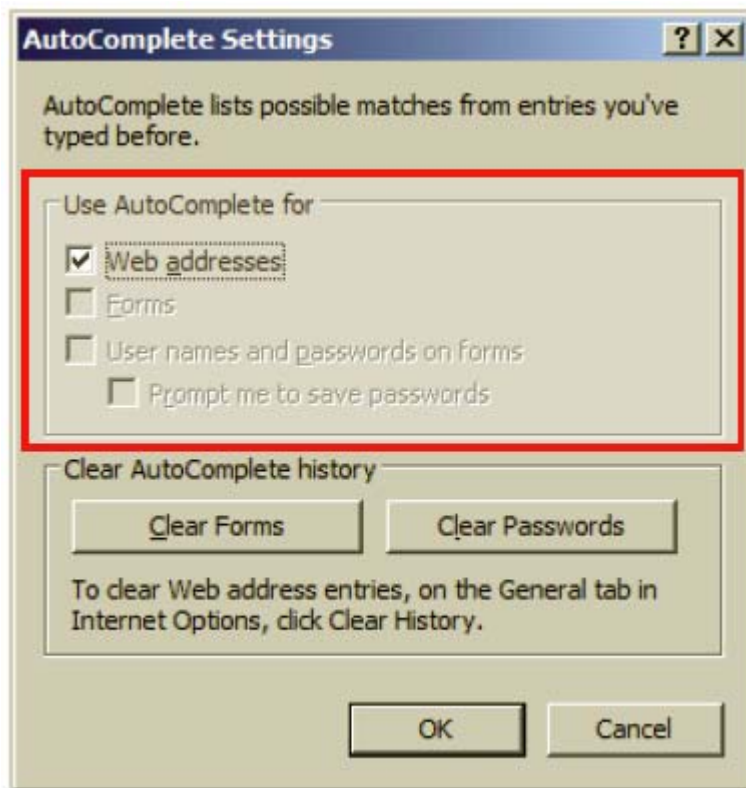 AutoComplete Settings
AutoComplete lists possible matches from entries you've
typed before.
Use AutoComplete for
Web addresses
Forms
User names and passwords on forms
Prompt me to save passwords
Clear AutoComplete history
Clear Forms
Clear Passwords
To clear Web address entries, on the General tab in
Internet Options, click Clear History.
OK
Cancel